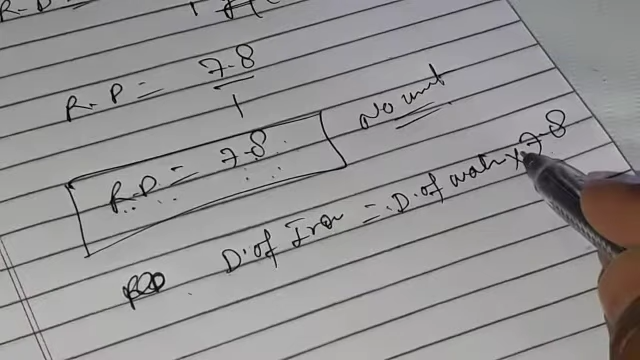 R.D =  7.8
1
R.D = 7.8
No unit
D. of Iron = D. of water × 7.8